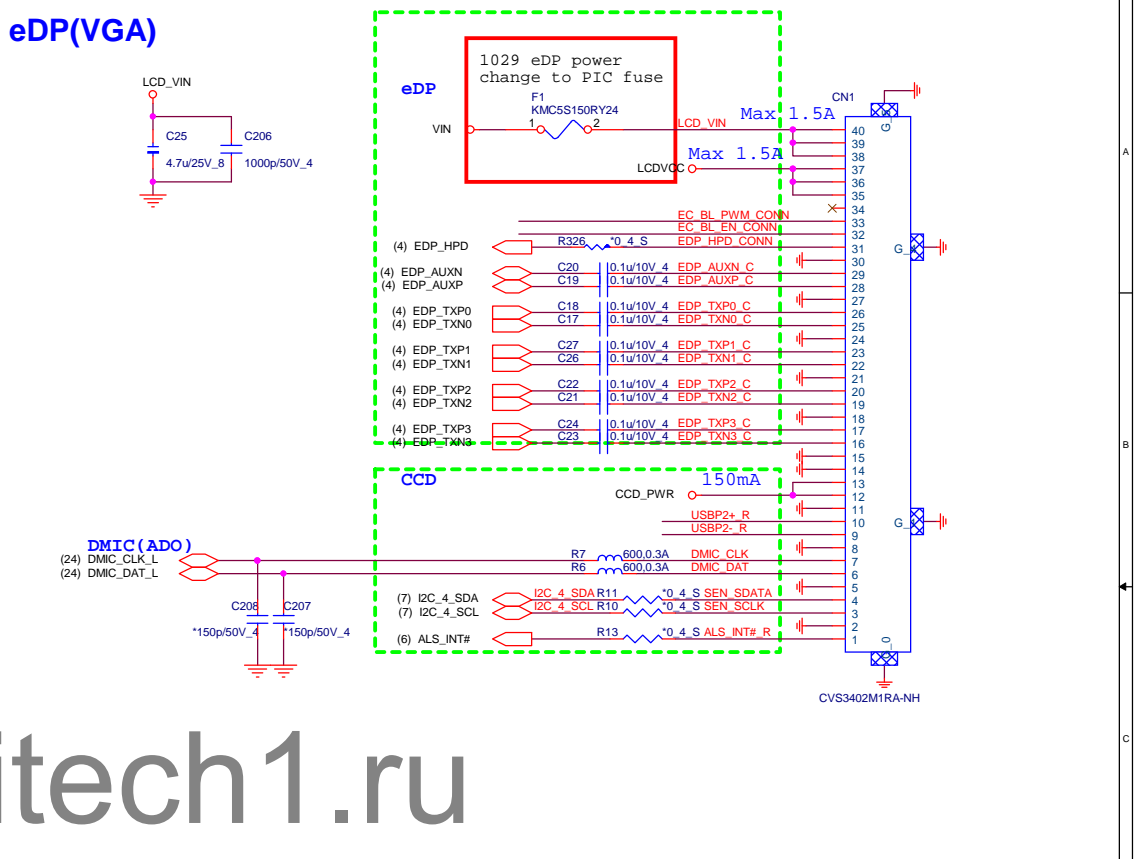 eDP(VGA)
LCD_VIN
C25
4.7u/25V_8
C206
1000p/50V_4
eDP
1029 eDP power
change to PIC fuse
F1
KMC5S150RY24
VIN
1
2
LCD_VIN
Max 1.5A
CN1
LCDVCC
Max 1.5A
40
39
38
37
36
35
34
EC_BL_PWM_CONN
33
EC_BL_EN_CONN
32
(4) EDP_HPD
R326
*0_4_S
EDP_HPD_CONN
31
30
(4) EDP_AUXN
C20
0.1u/10V_4
EDP_AUXN_C
29
(4) EDP_AUXP
C19
0.1u/10V_4
EDP_AUXP_C
28
27
(4) EDP_TXP0
C18
0.1u/10V_4
EDP_TXP0_C
26
(4) EDP_TXN0
C17
0.1u/10V_4
EDP_TXN0_C
25
24
(4) EDP_TXP1
C27
0.1u/10V_4
EDP_TXP1_C
23
(4) EDP_TXN1
C26
0.1u/10V_4
EDP_TXN1_C
22
21
(4) EDP_TXP2
C22
0.1u/10V_4
EDP_TXP2_C
20
(4) EDP_TXN2
C21
0.1u/10V_4
EDP_TXN2_C
19
18
(4) EDP_TXP3
C24
0.1u/10V_4
EDP_TXP3_C
17
(4) EDP_TXN3
C23
0.1u/10V_4
EDP_TXN3_C
16
15
14
13
CCD
150mA
CCD_PWR
12
11
USBP2+_R
10
USBP2-_R
9
8
DMIC(ADO)
(24) DMIC_CLK_L
R7
600,0.3A
DMIC_CLK
7
(24) DMIC_DAT_L
R6
600,0.3A
DMIC_DAT
6
5
C208
*150p/50V_4
C207
*150p/50V_4
(7) I2C_4_SDA
I2C_4_SDA
R11
*0_4_S
SEN_SDATA
4
(7) I2C_4_SCL
I2C_4_SCL
R10
*0_4_S
SEN_SCLK
3
2
(6) ALS_INT#
R13
*0_4_S
ALS_INT#_R
1
CVS3402M1RA-NH
A
B
C
itech1.ru